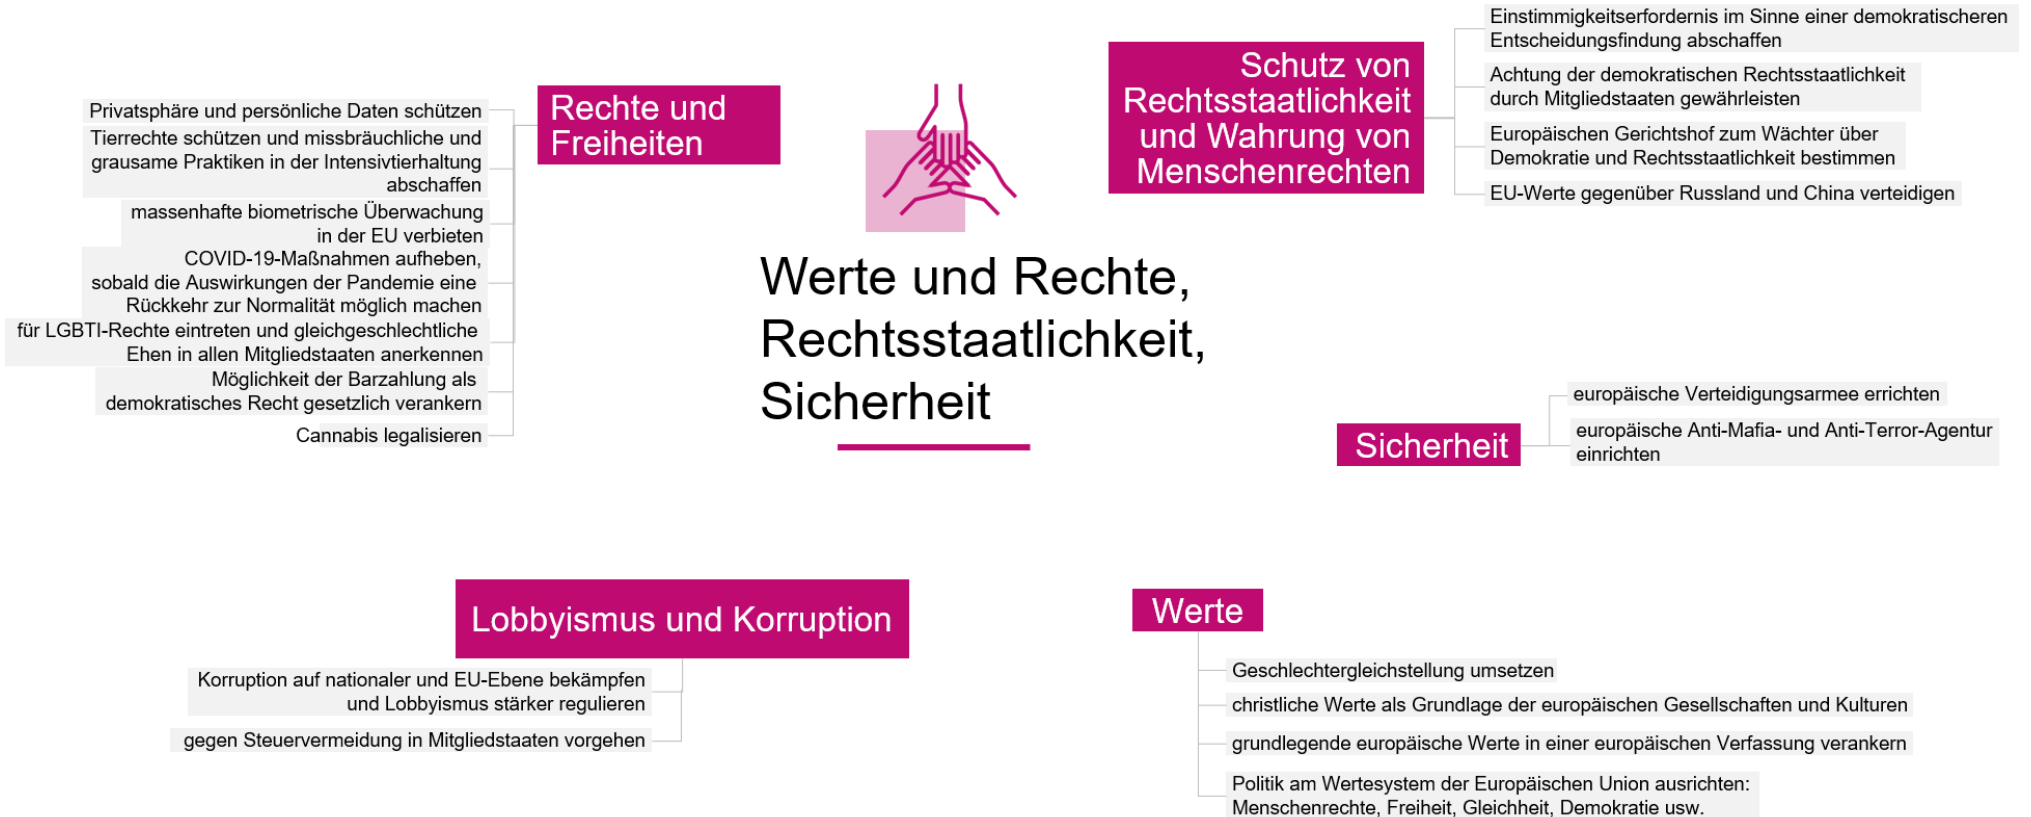 Rechte und
Freiheiten
Privatsphäre und persönliche Daten schützen
Tierrechte schützen und missbräuchliche und
grausame Praktiken in der Intensivtierhaltung
abschaffen
massenhafte biometrische Überwachung
in der EU verbieten
COVID-19-Maßnahmen aufheben,
sobald die Auswirkungen der Pandemie eine
Rückkehr zur Normalität möglich machen
für LGBTI-Rechte eintreten und gleichgeschlechtliche
Ehen in allen Mitgliedstaaten anerkennen
Möglichkeit der Barzahlung als
demokratisches Recht gesetzlich verankern
Cannabis legalisieren
Werte und Rechte,
Rechtsstaatlichkeit,
Sicherheit
Schutz von
Rechtsstaatlichkeit
und Wahrung von
Menschenrechten
Einstimmigkeitserfordernis im Sinne einer demokratischeren
Entscheidungsfindung abschaffen
Achtung der demokratischen Rechtsstaatlichkeit
durch Mitgliedstaaten gewährleisten
Europäischen Gerichtshof zum Wächter über
Demokratie und Rechtsstaatlichkeit bestimmen
EU-Werte gegenüber Russland und China verteidigen
Sicherheit
europäische Verteidigungsarmee errichten
europäische Anti-Mafia- und Anti-Terror-Agentur
einrichten
Lobbyismus und Korruption
Korruption auf nationaler und EU-Ebene bekämpfen
und Lobbyismus stärker regulieren
gegen Steuervermeidung in Mitgliedstaaten vorgehen
Werte
Geschlechtergleichstellung umsetzen
christliche Werte als Grundlage der europäischen Gesellschaften und Kulturen
grundlegende europäische Werte in einer europäischen Verfassung verankern
Politik am Wertesystem der Europäischen Union ausrichten:
Menschenrechte, Freiheit, Gleichheit, Demokratie usw.